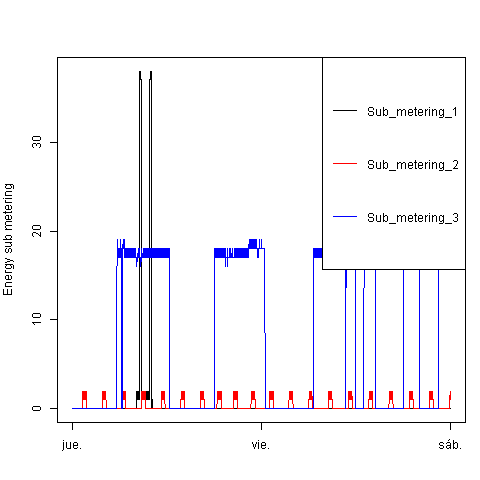 Energy sub metering
30
20
10
0
jue.
vie.
sáb.
Sub_metering_1
Sub_metering_2
Sub_metering_3